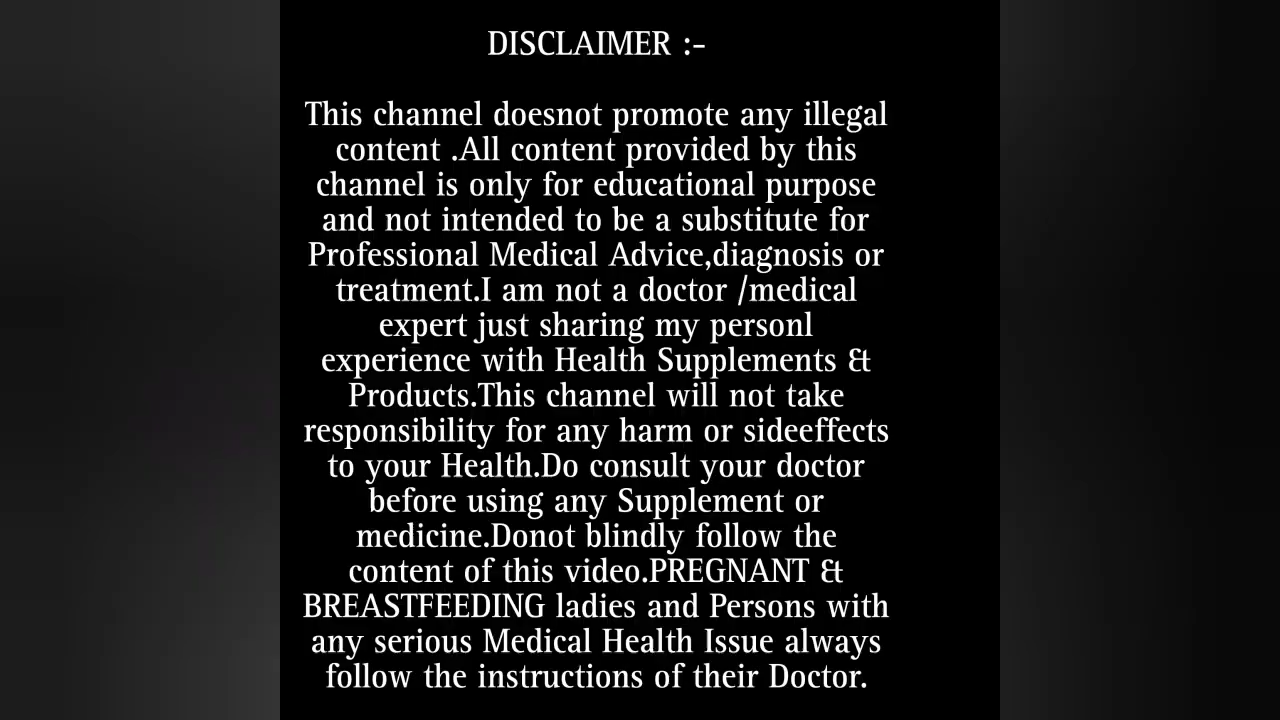 DISCLAIMER :-
This channel doesnot promote any illegal
content .All content provided by this
channel is only for educational purpose
and not intended to be a substitute for
Professional Medical Advice,diagnosis or
treatment.I am not a doctor /medical
expert just sharing my personl
experience with Health Supplements &
Products.This channel will not take
responsibility for any harm or sideeffects
to your Health.Do consult your doctor
before using any Supplement or
medicine.Donot blindly follow the
content of this video.PREGNANT &
BREASTFEEDING ladies and Persons with
any serious Medical Health Issue always
follow the instructions of their Doctor.